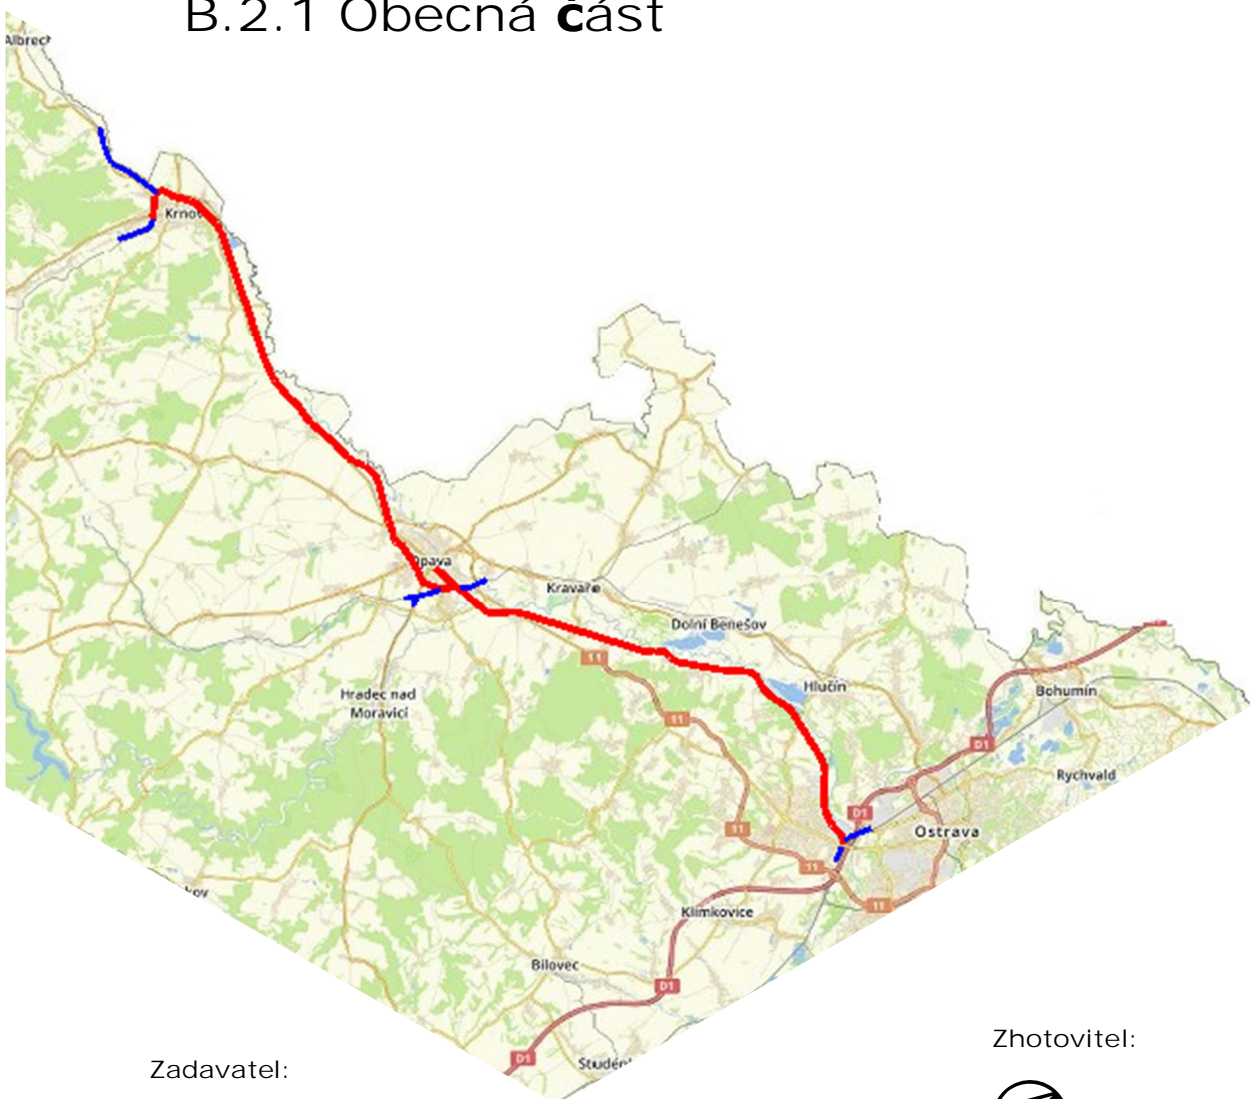 B.2.1 Obecná část
Albrecht
Krnov
Opava
Kravaře
Dolní Benešov
11
Hlučín
Hradec nad
Moravicí
Bohumín
11
D1
Rychvald
D1
11
Ostrava
11
11
Klimkovice
Bílovec
D1
D1
Zhotovitel:
Zadavatel: